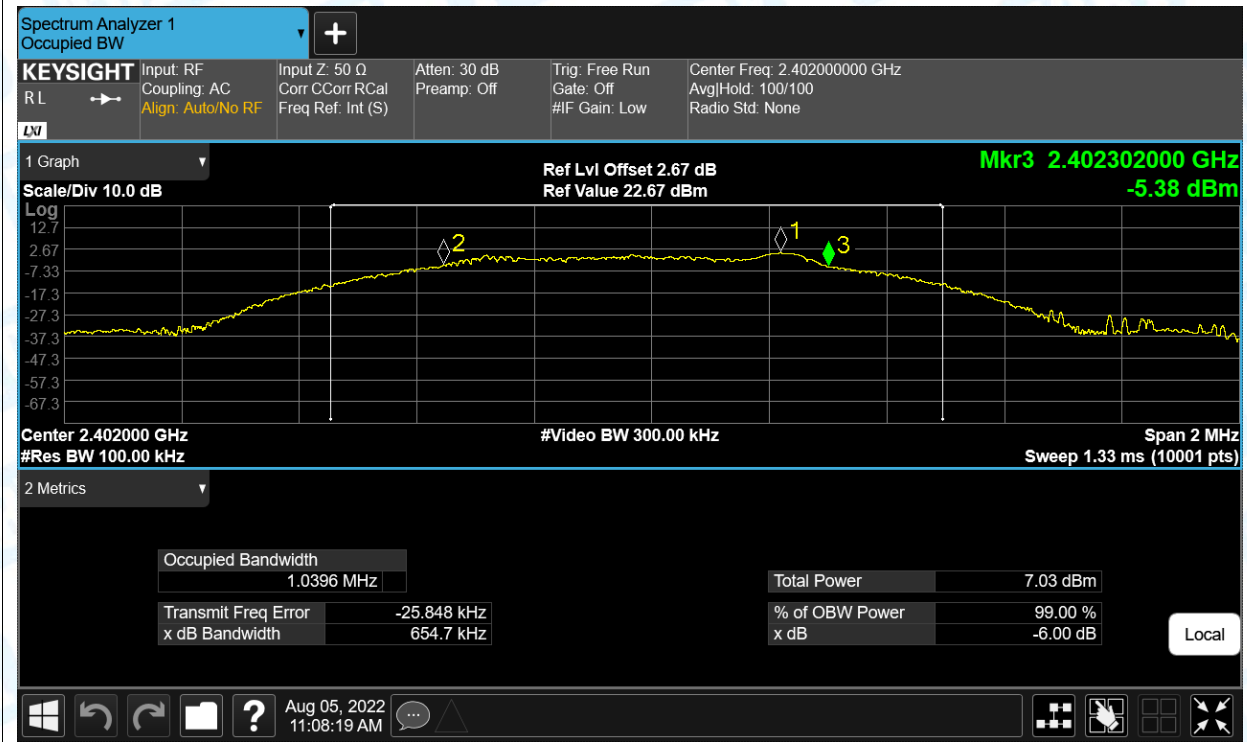 Spectrum Analyzer 1
Occupied BW
KEYSIGHT
R L
LXI
Input: RF
Coupling: AC
Align: Auto/No RF
Input Z: 50 Ω
Corr CCorr RCal
Freq Ref: Int (S)
Atten: 30 dB
Preamp: Off
Trig: Free Run
Gate: Off
#IF Gain: Low
Center Freq: 2.402000000 GHz
Avg|Hold: 100/100
Radio Std: None
1 Graph
Scale/Div 10.0 dB
Ref Lvl Offset 2.67 dB
Ref Value 22.67 dBm
Mkr3 2.402302000 GHz
-5.38 dBm
Log
12.7
2.67
-7.33
-17.3
-27.3
-37.3
-47.3
-57.3
-67.3
2
1
3
Center 2.402000 GHz
#Video BW 300.00 kHz
Span 2 MHz
#Res BW 100.00 kHz
Sweep 1.33 ms (10001 pts)
2 Metrics
Occupied Bandwidth
1.0396 MHz
Total Power 7.03 dBm
Transmit Freq Error -25.848 kHz
% of OBW Power 99.00 %
x dB Bandwidth 654.7 kHz
x dB -6.00 dB
Local
?
Aug 05, 2022
11:08:19 AM